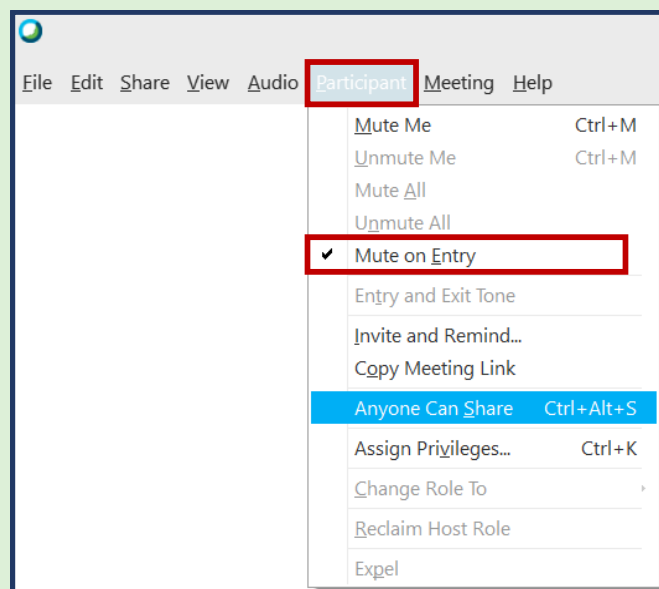 File Edit Share View Audio Participant Meeting Help
Mute Me Ctrl+M
Unmute Me Ctrl+M
Mute All
Unmute All
Mute on Entry
Entry and Exit Tone
Invite and Remind...
Copy Meeting Link
Anyone Can Share Ctrl+Alt+S
Assign Privileges... Ctrl+K
Change Role To
Reclaim Host Role
Expel